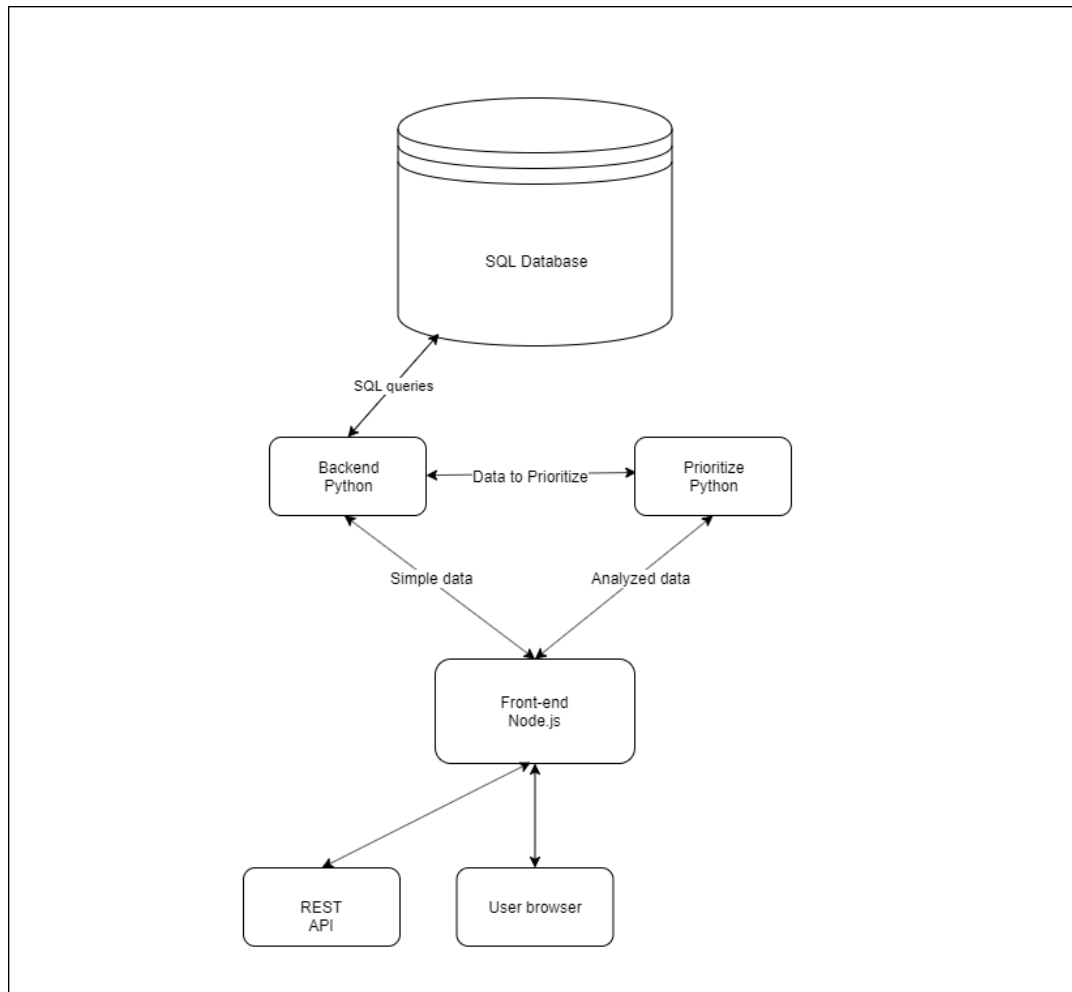 SQL Database
SQL queries
Backend
Python
Data to Prioritize
Prioritize
Python
Simple data
Analyzed data
Front-end
Node.js
REST
API
User browser